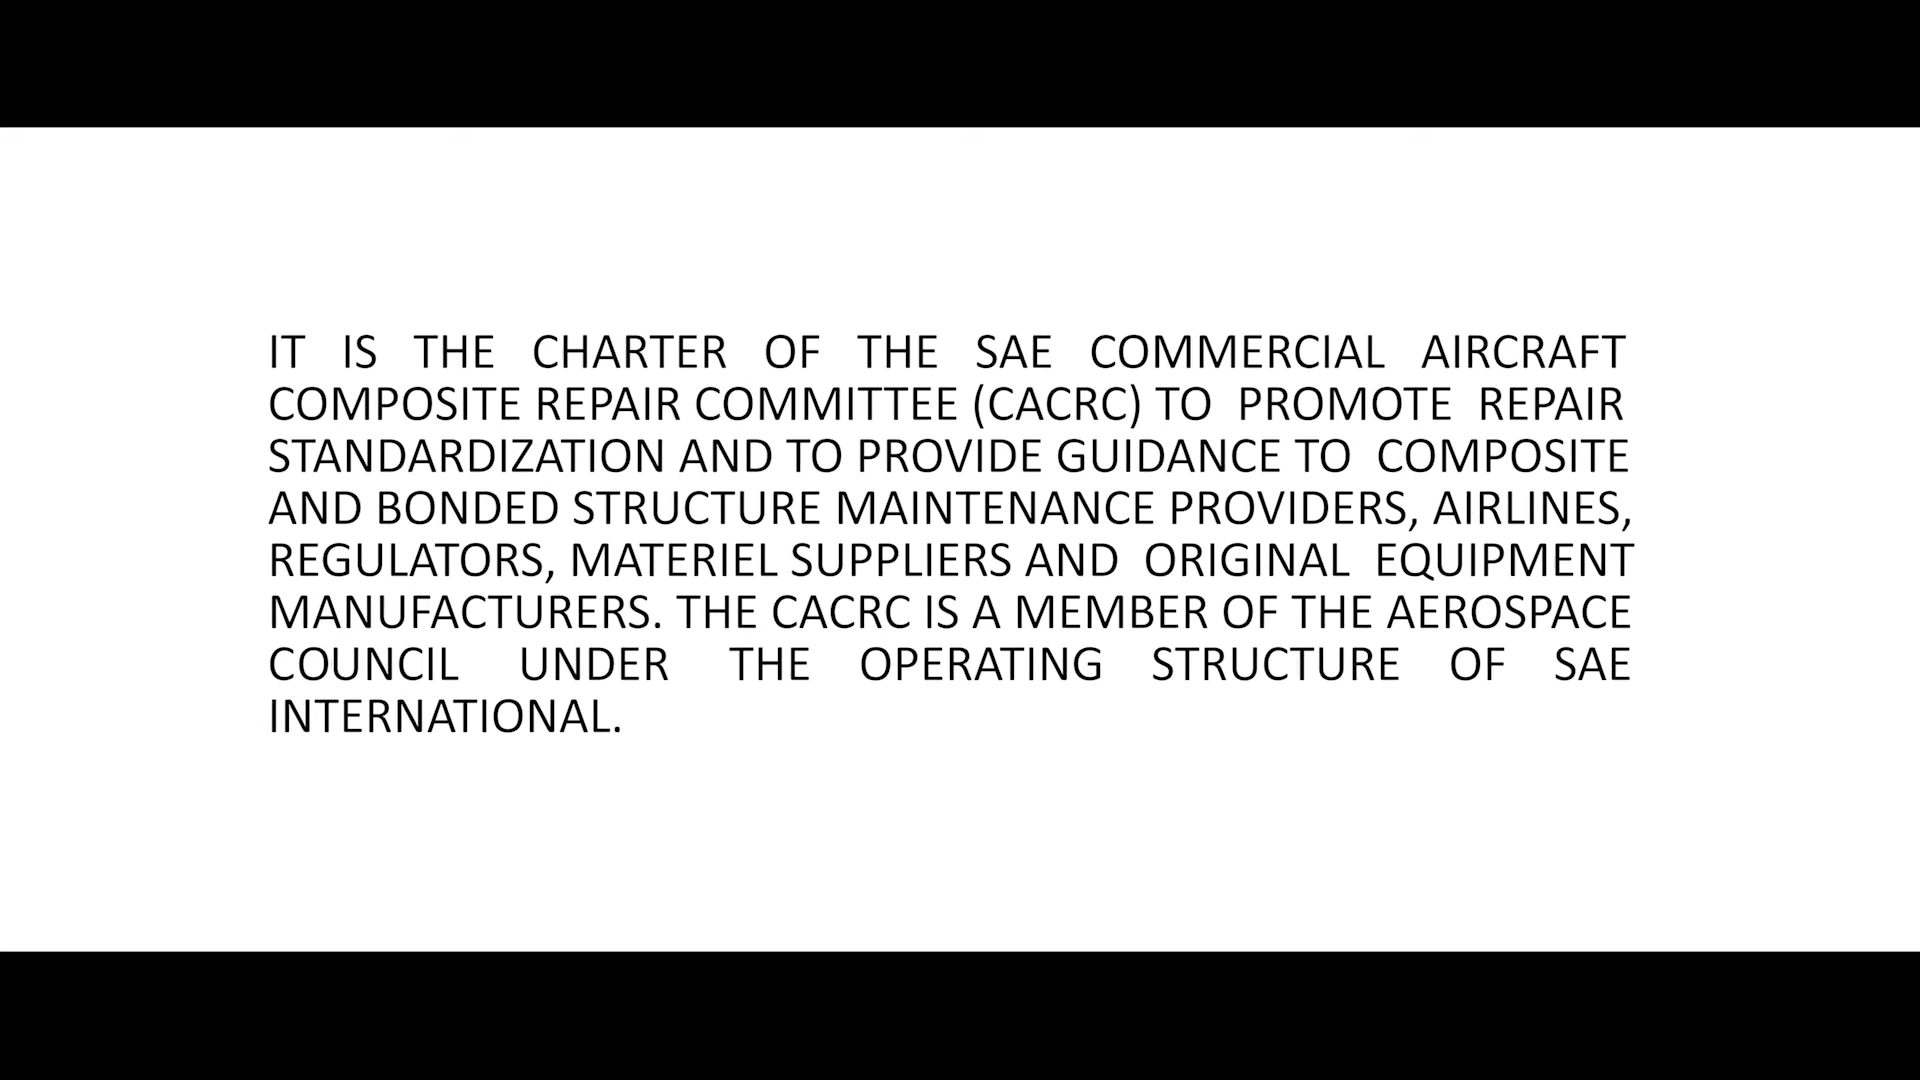 IT IS THE CHARTER OF THE SAE COMMERCIAL AIRCRAFT
COMPOSITE REPAIR COMMITTEE (CACRC) TO PROMOTE REPAIR
STANDARDIZATION AND TO PROVIDE GUIDANCE TO COMPOSITE
AND BONDED STRUCTURE MAINTENANCE PROVIDERS, AIRLINES,
REGULATORS, MATERIEL SUPPLIERS AND ORIGINAL EQUIPMENT
MANUFACTURERS. THE CACRC IS A MEMBER OF THE AEROSPACE
COUNCIL UNDER THE OPERATING STRUCTURE OF SAE
INTERNATIONAL.